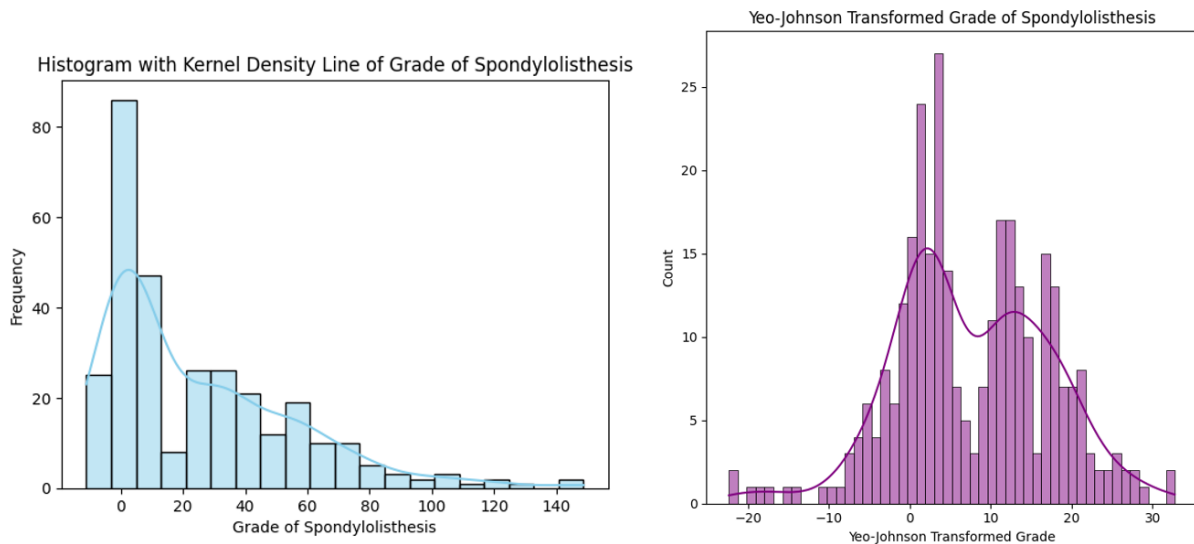 Histogram with Kernel Density Line of Grade of Spondylolisthesis
Frequency
80
60
40
20
0
0 20 40 60 80 100 120 140
Grade of Spondylolisthesis
Yeo-Johnson Transformed Grade of Spondylolisthesis
Count
25
20
15
10
5
0
−20 −10 0 10 20 30
Yeo-Johnson Transformed Grade